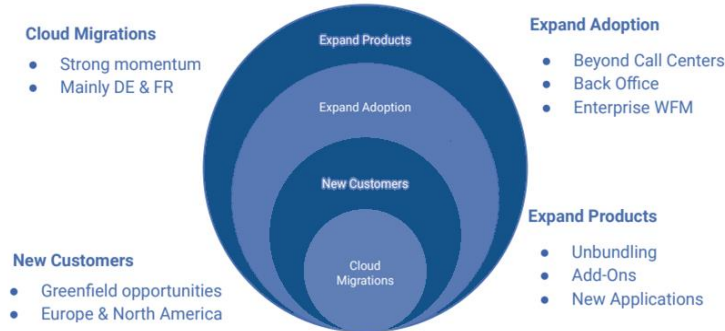 Cloud Migrations
Strong momentum
Mainly DE & FR
New Customers
Greenfield opportunities
Europe & North America
Expand Products
Expand Adoption
New Customers
Cloud
Migrations
Expand Adoption
Beyond Call Centers
Back Office
Enterprise WFM
Expand Products
Unbundling
Add-Ons
New Applications